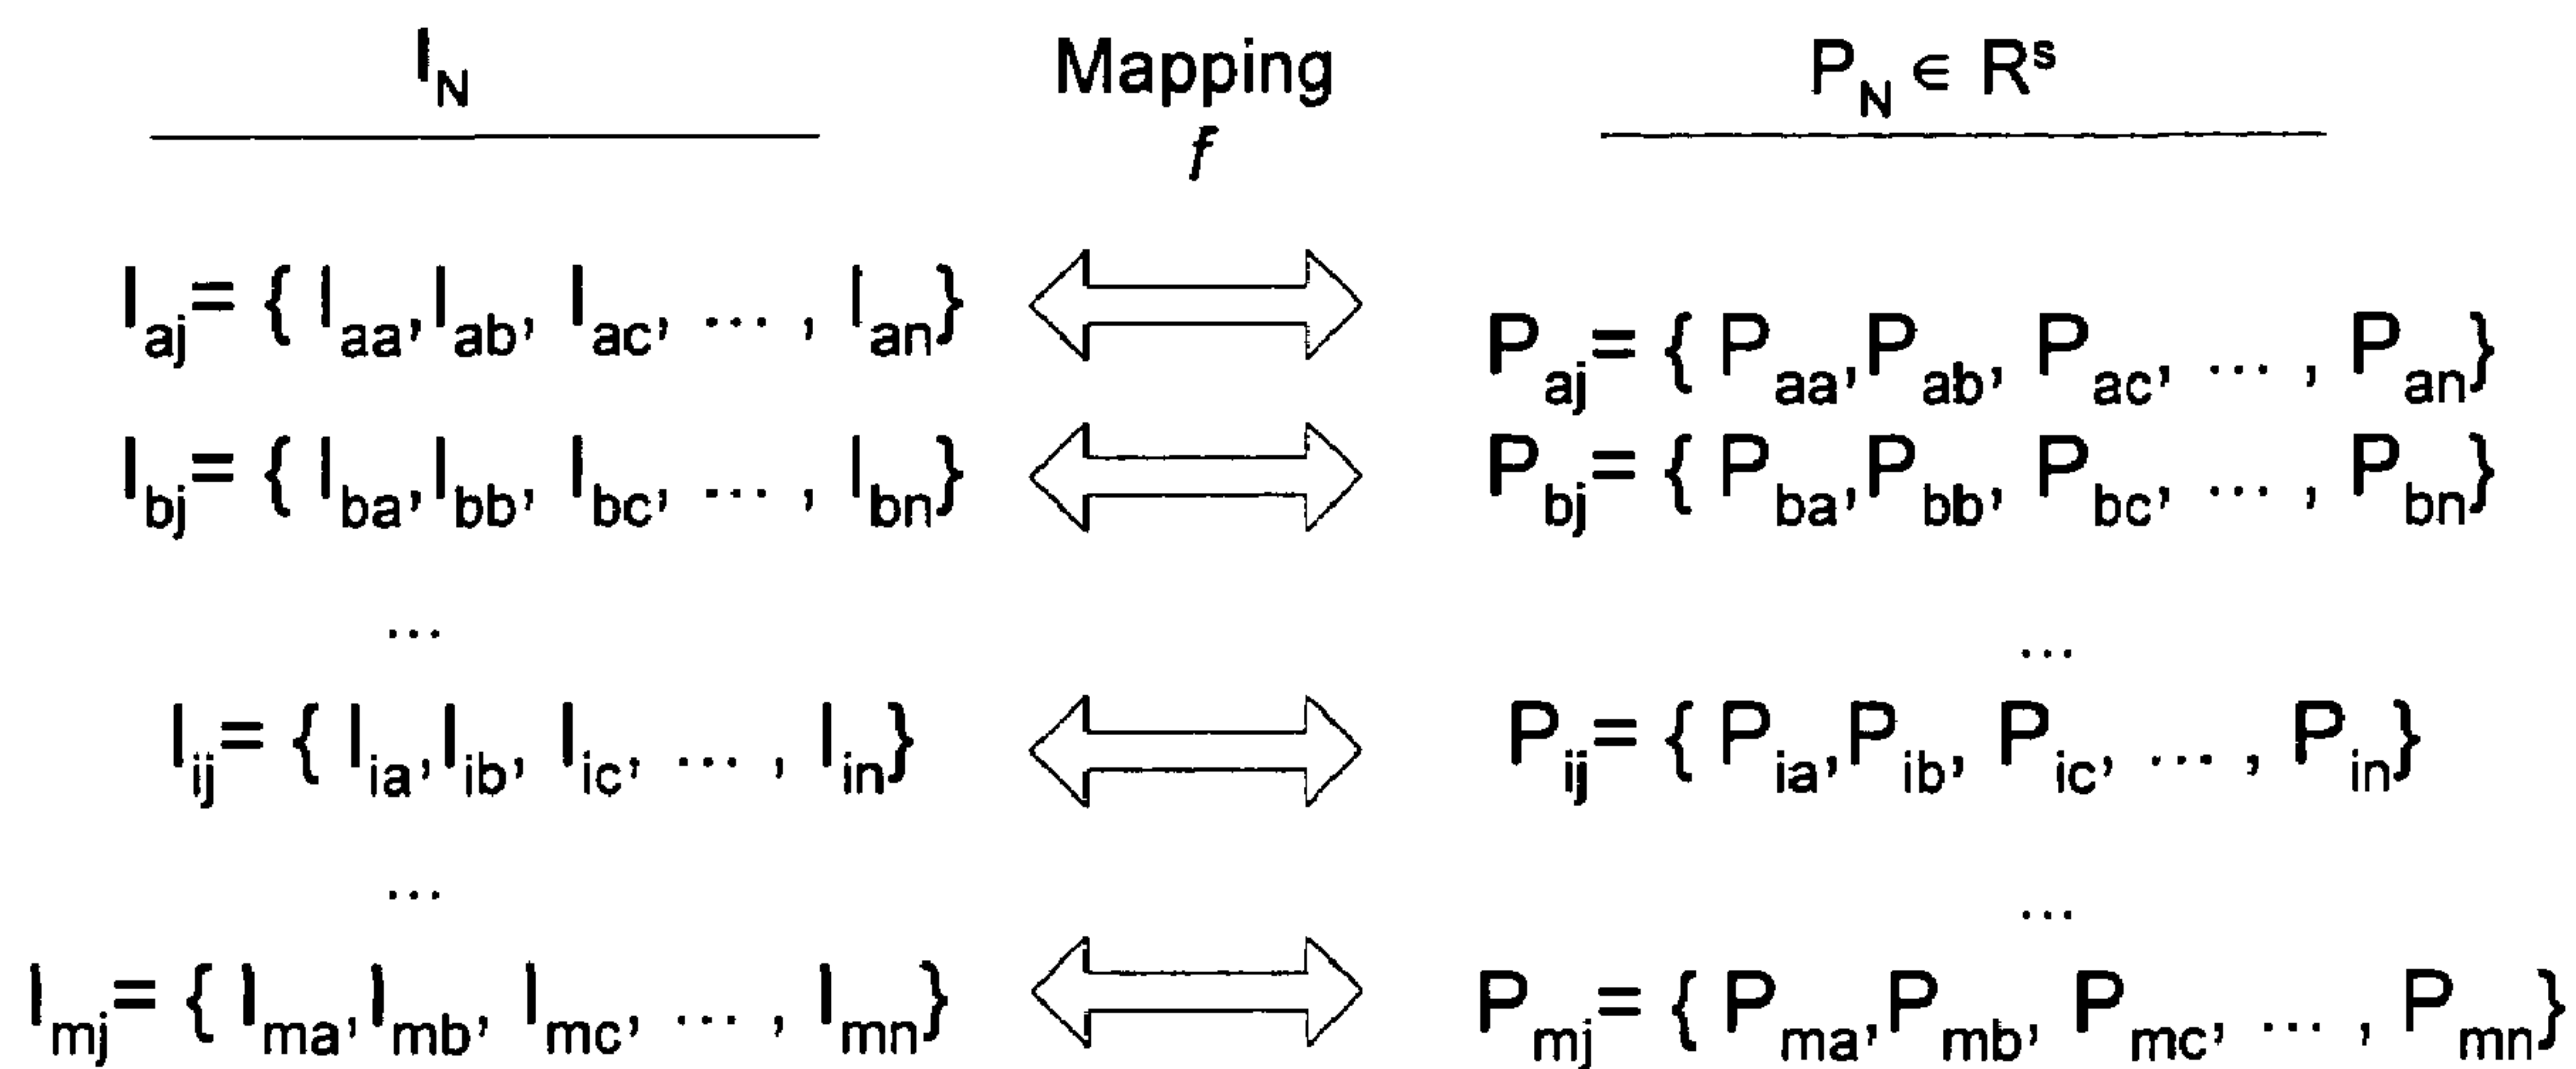 I_N Mapping P_N ∈ R^s
f
I_aj = { I_aa, I_ab, I_ac, ... , I_an} P_aj = { P_aa, P_ab, P_ac, ... , P_an}
I_bj = { I_ba, I_bb, I_bc, ... , I_bn} P_bj = { P_ba, P_bb, P_bc, ... , P_bn}
... ...
I_ij = { I_ia, I_ib, I_ic, ... , I_in} P_ij = { P_ia, P_ib, P_ic, ... , P_in}
... ...
I_mj = { I_ma, I_mb, I_mc, ... , I_mn} P_mj = { P_ma, P_mb, P_mc, ... , P_mn}